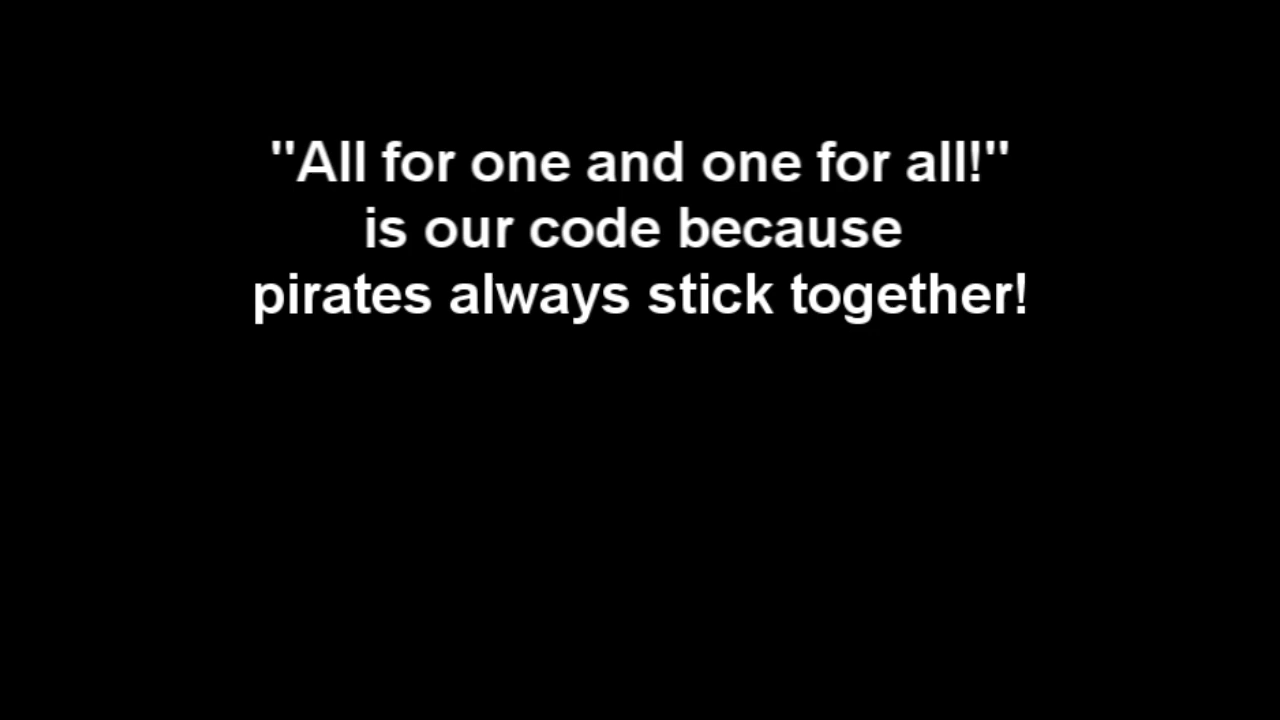 "All for one and one for all!"
is our code because
pirates always stick together!